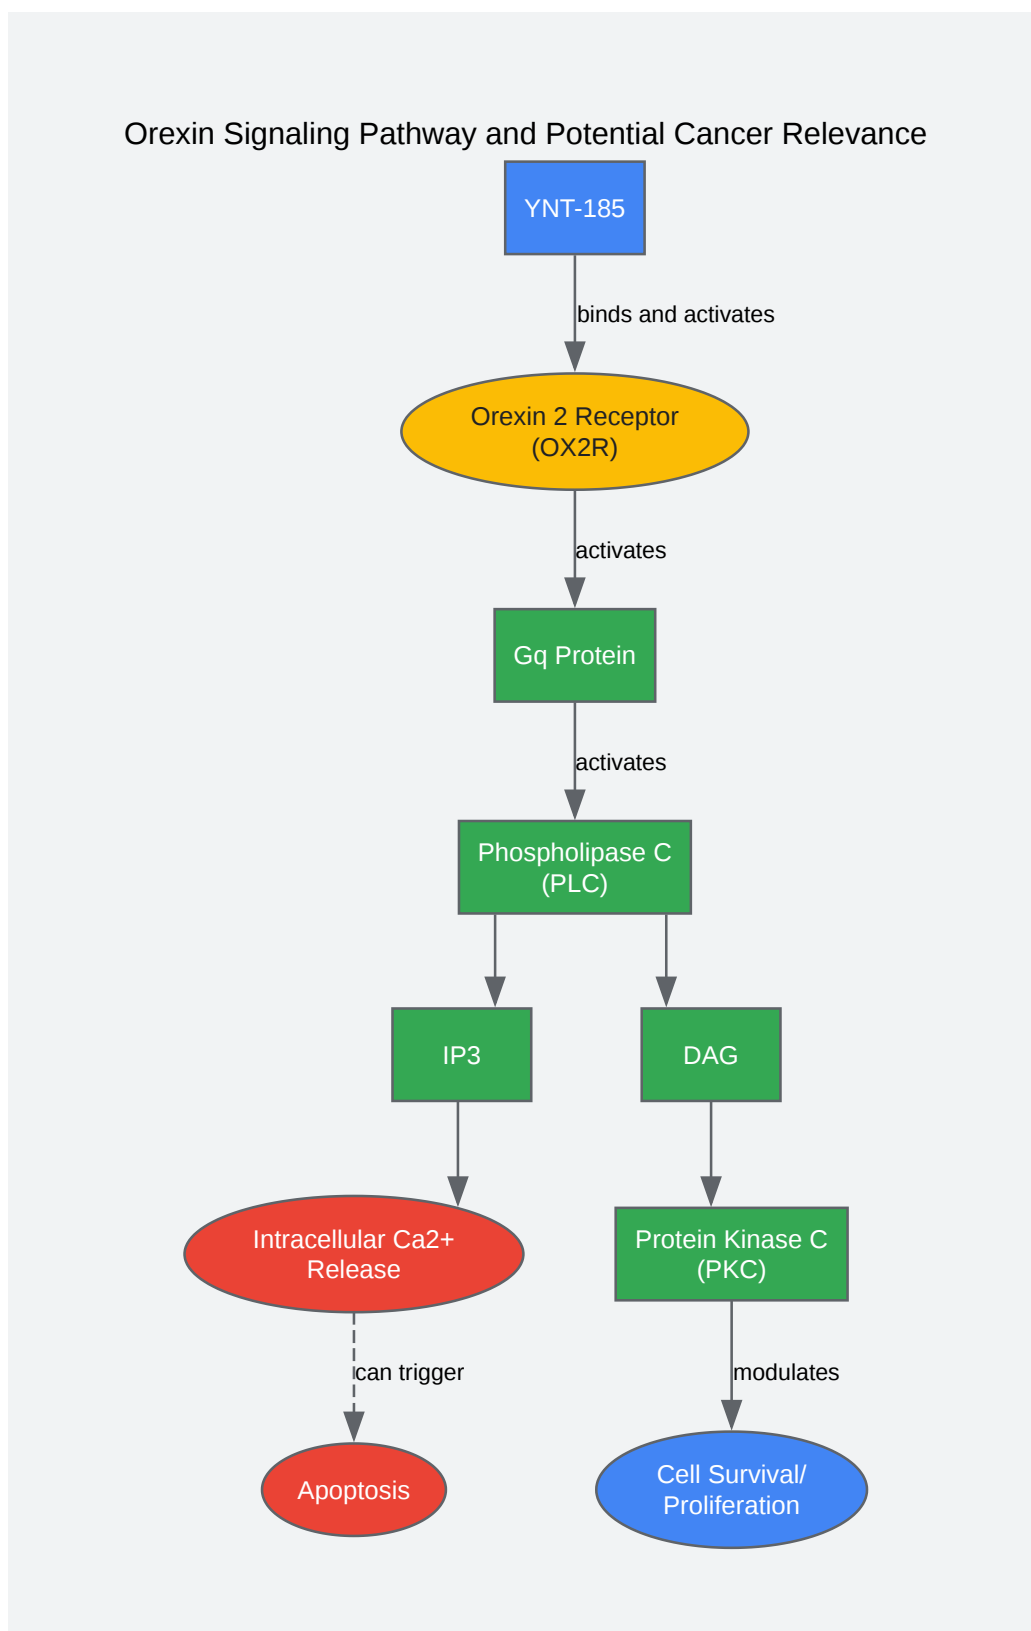 Orexin Signaling Pathway and Potential Cancer Relevance
YNT-185
binds and activates
Orexin 2 Receptor
(OX2R)
activates
Gq Protein
activates
Phospholipase C
(PLC)
IP3
DAG
Intracellular Ca2+
Release
Protein Kinase C
(PKC)
can trigger
modulates
Apoptosis
Cell Survival/
Proliferation